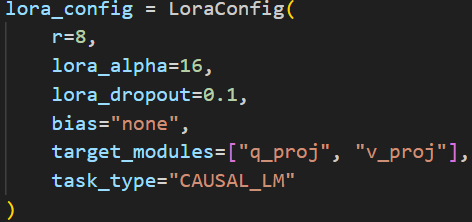 lora_config = LoraConfig(
    r=8,
    lora_alpha=16,
    lora_dropout=0.1,
    bias="none",
    target_modules=["q_proj", "v_proj"],
    task_type="CAUSAL_LM"
)